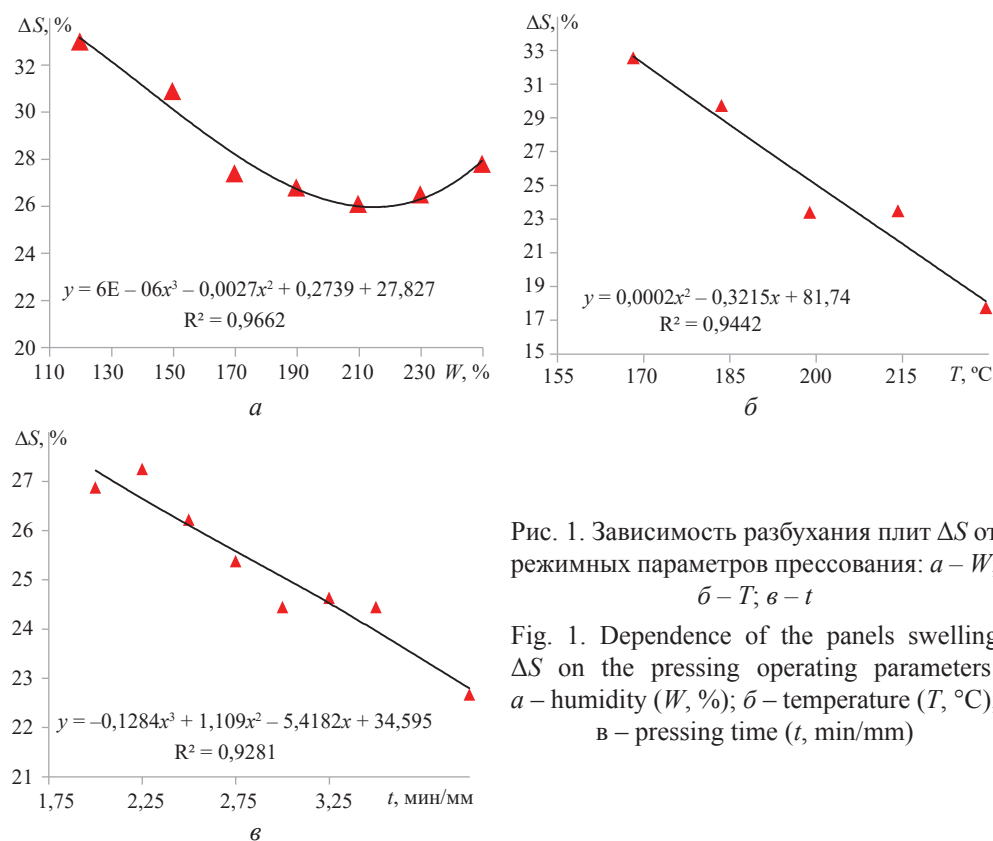 ΔS, %
32
30
28
26
24
22
20
y = 6E – 06x³ – 0,0027x² + 0,2739 + 27,827
R² = 0,9662
110 130 150 170 190 210 230 W, %
а
ΔS, %
33
31
29
27
25
23
21
19
17
15
y = 0,0002x² – 0,3215x + 81,74
R² = 0,9442
155 170 185 200 215 T, ºC
б
ΔS, %
27
26
25
24
23
22
21
y = –0,1284x³ + 1,109x² – 5,4182x + 34,595
R² = 0,9281
1,75 2,25 2,75 3,25 t, мин/мм
в
Рис. 1. Зависимость разбухания плит ΔS от
режимных параметров прессования: а – W;
б – T; в – t
Fig. 1. Dependence of the panels swelling
ΔS on the pressing operating parameters
а – humidity (W, %); б – temperature (T, °C)
в – pressing time (t, min/mm)